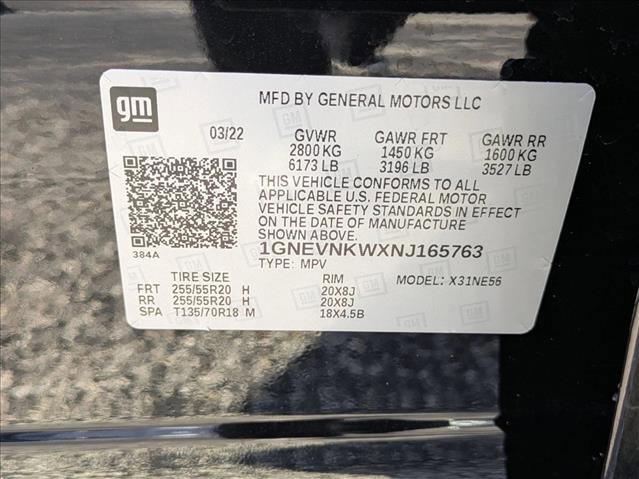 gm
MFD BY GENERAL MOTORS LLC
03/22 GVWR GAWR FRT GAWR RR
2800 KG 1450 KG 1600 KG
6173 LB 3196 LB 3527 LB
THIS VEHICLE CONFORMS TO ALL
APPLICABLE U.S. FEDERAL MOTOR
VEHICLE SAFETY STANDARDS IN EFFECT
ON THE DATE OF MANUFACTURE
SHOWN ABOVE
1GNEVNKWXNJ165763
384A
TYPE: MPV
TIRE SIZE RIM MODEL: X31NE56
FRT 255/55R20 H 20X8J
RR 255/55R20 H 20X8J
SPA T135/70R18 M 18X4.5B